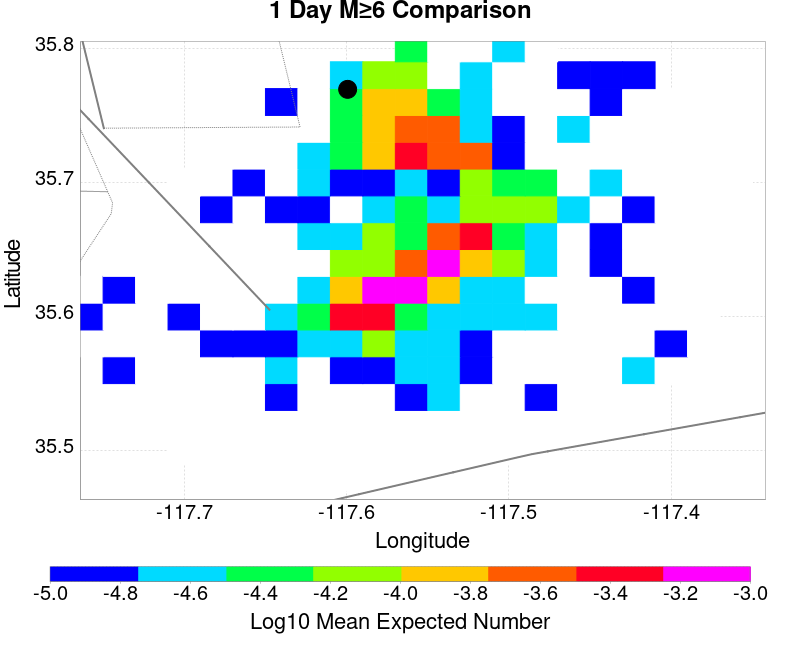 1 Day M≥6 Comparison
35.8
35.7
35.6
35.5
Latitude
-117.7 -117.6 -117.5 -117.4
Longitude
-5.0 -4.8 -4.6 -4.4 -4.2 -4.0 -3.8 -3.6 -3.4 -3.2 -3.0
Log10 Mean Expected Number